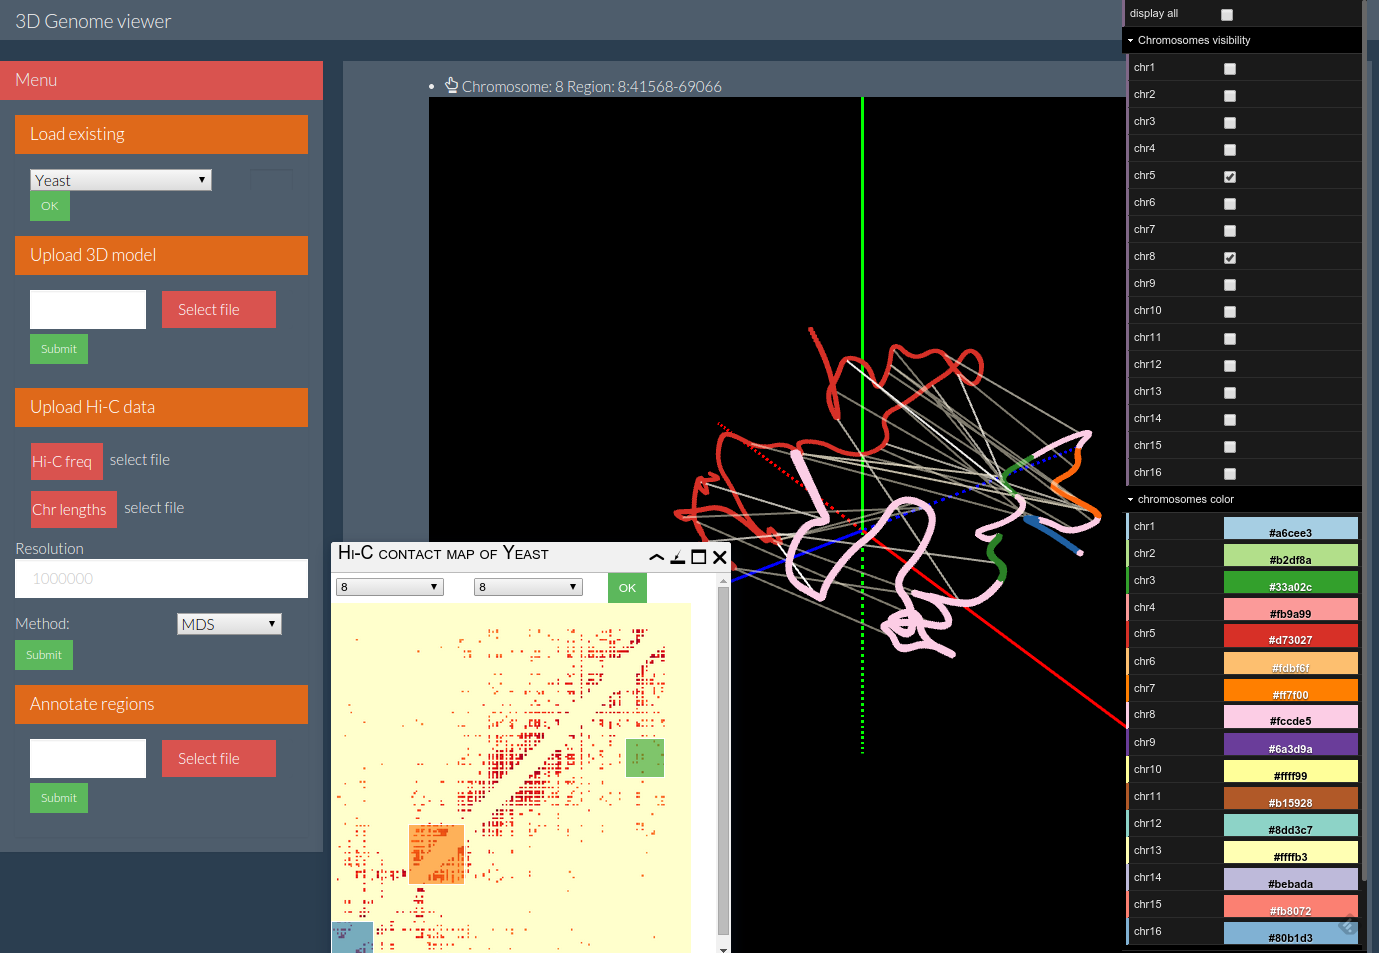 3D Genome viewer
Menu
Load existing
Yeast
OK
Upload 3D model
Select file
Submit
Upload Hi-C data
Hi-C freq select file
Chr lengths select file
Resolution
1000000
Method: MDS
Submit
Annotate regions
Select file
Submit
Chromosome: 8 Region: 8:41568-69066
Hi-C contact map of Yeast
8 8 OK
display all
Chromosomes visibility
chr1
chr2
chr3
chr4
chr5
chr6
chr7
chr8
chr9
chr10
chr11
chr12
chr13
chr14
chr15
chr16
chromosomes color
chr1 #a6cee3
chr2 #b2df8a
chr3 #33a02c
chr4 #fb9a99
chr5 #d73027
chr6 #fdbf6f
chr7 #ff7f00
chr8 #fccde5
chr9 #6a3d9a
chr10 #ffff99
chr11 #b15928
chr12 #8dd3c7
chr13 #ffffb3
chr14 #bebada
chr15 #fb8072
chr16 #80b1d3